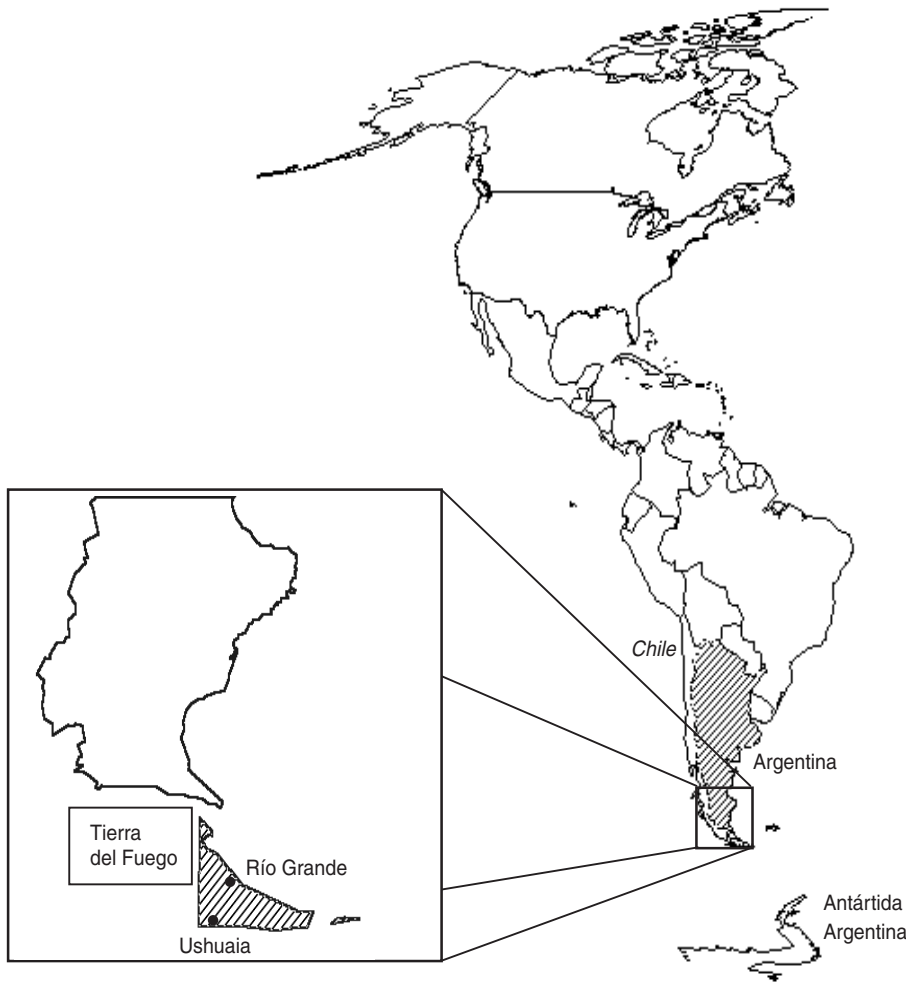 Chile
Argentina
Tierra
del Fuego
Río Grande
Ushuaia
Antártida
Argentina